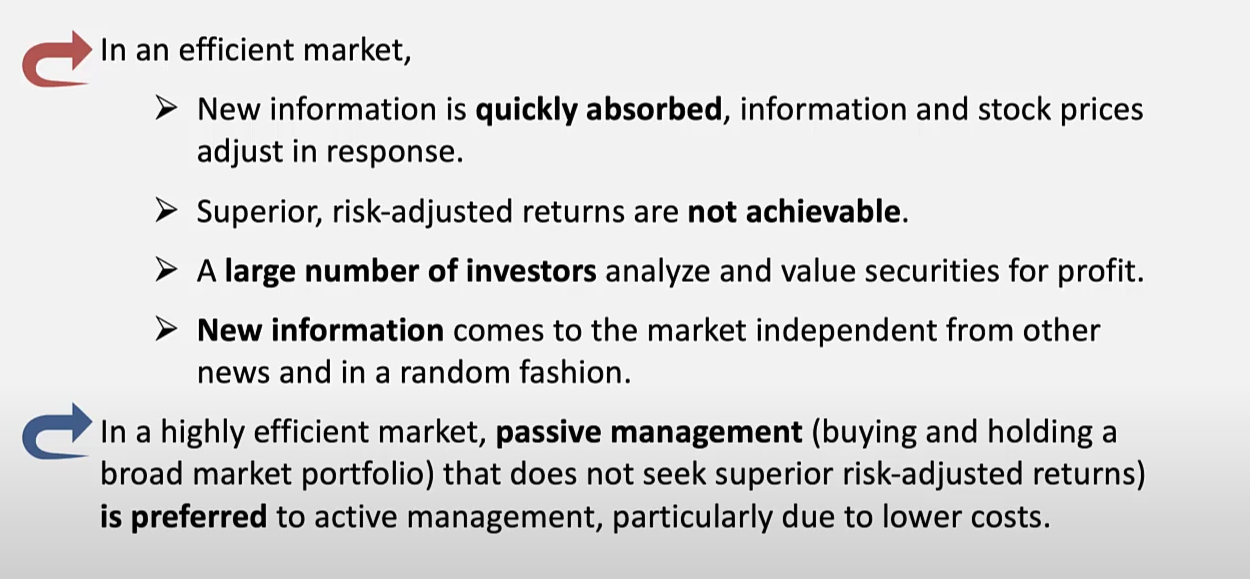 In an efficient market,
➢ New information is quickly absorbed, information and stock prices
adjust in response.
➢ Superior, risk-adjusted returns are not achievable.
➢ A large number of investors analyze and value securities for profit.
➢ New information comes to the market independent from other
news and in a random fashion.
In a highly efficient market, passive management (buying and holding a
broad market portfolio) that does not seek superior risk-adjusted returns)
is preferred to active management, particularly due to lower costs.